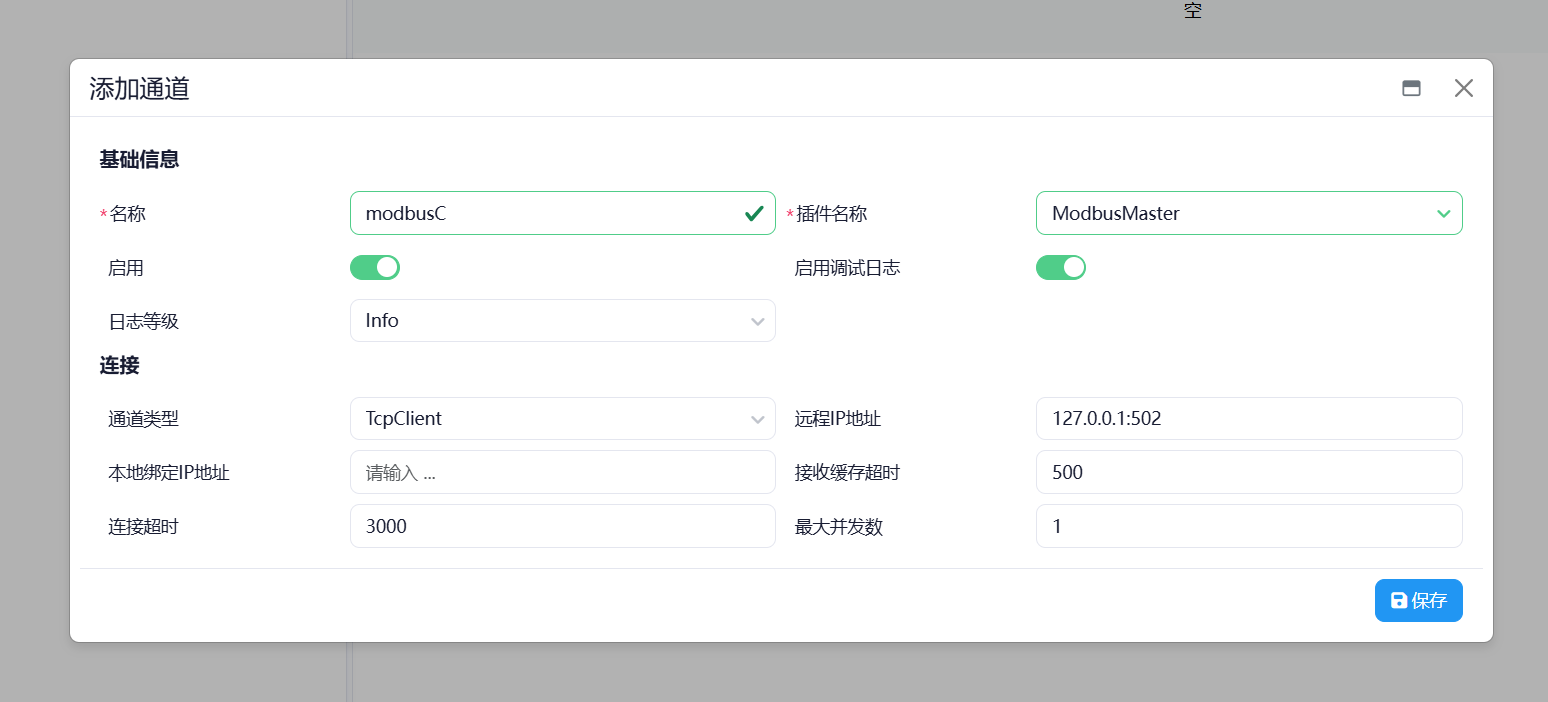 空
添加通道
基础信息
*名称 modbusC *插件名称 ModbusMaster
启用 启用调试日志
日志等级 Info
连接
通道类型 TcpClient 远程IP地址 127.0.0.1:502
本地绑定IP地址 请输入 ... 接收缓存超时 500
连接超时 3000 最大并发数 1
保存